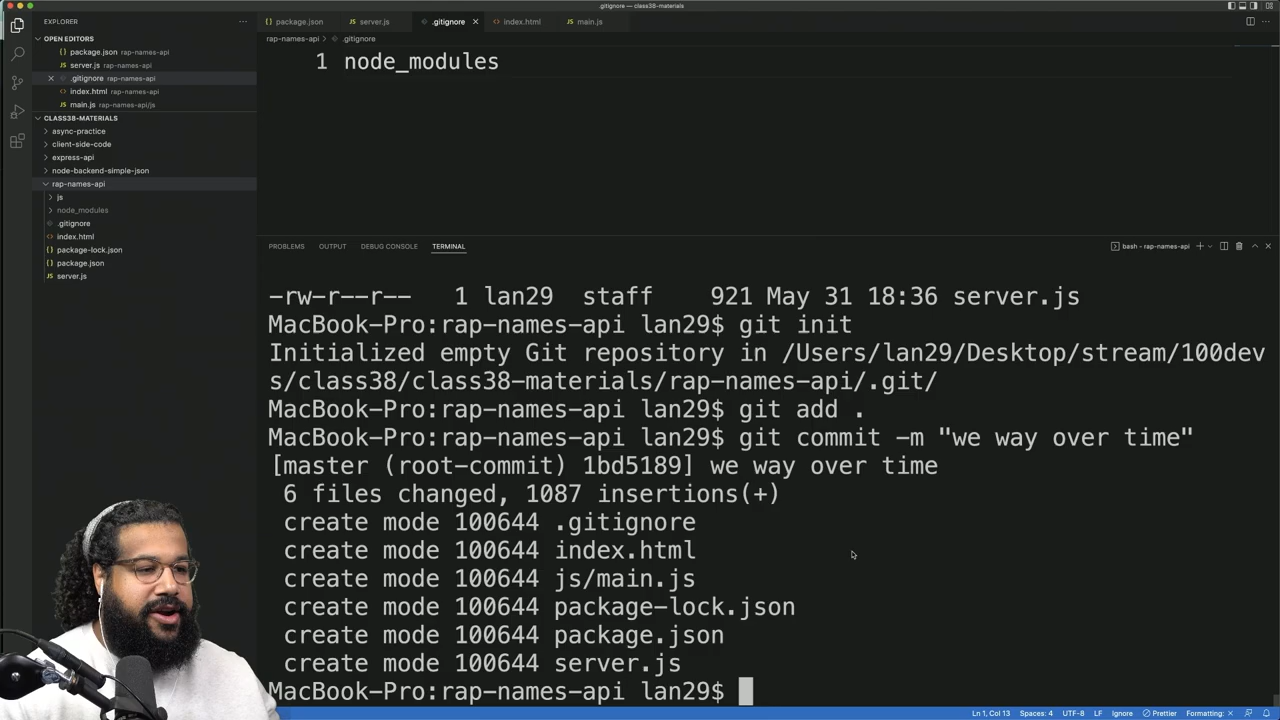 .gitignore — class38-materials
EXPLORER
OPEN EDITORS
package.json rap-names-api
server.js rap-names-api
.gitignore rap-names-api
index.html rap-names-api
main.js rap-names-api/js
CLASS38-MATERIALS
async-practice
client-side-code
express-api
node-backend-simple-json
rap-names-api
js
node_modules
.gitignore
index.html
package-lock.json
package.json
server.js
package.json server.js .gitignore index.html main.js
rap-names-api .gitignore
1 node_modules
PROBLEMS OUTPUT DEBUG CONSOLE TERMINAL bash - rap-names-api
-rw-r--r-- 1 lan29 staff 921 May 31 18:36 server.js
MacBook-Pro:rap-names-api lan29$ git init
Initialized empty Git repository in /Users/lan29/Desktop/stream/100dev
s/class38/class38-materials/rap-names-api/.git/
MacBook-Pro:rap-names-api lan29$ git add .
MacBook-Pro:rap-names-api lan29$ git commit -m "we way over time"
[master (root-commit) 1bd5189] we way over time
6 files changed, 1087 insertions(+)
create mode 100644 .gitignore
create mode 100644 index.html
create mode 100644 js/main.js
create mode 100644 package-lock.json
create mode 100644 package.json
create mode 100644 server.js
MacBook-Pro:rap-names-api lan29$
Ln 1, Col 13 Spaces: 4 UTF-8 LF Ignore Prettier Formatting: ×